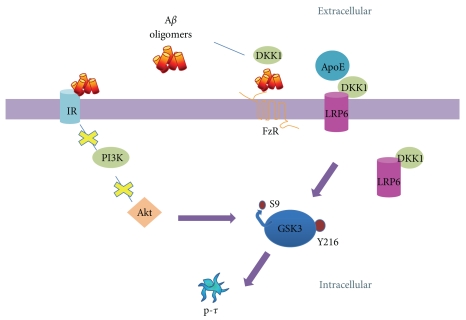 Extracellular
Aβ
oligomers
DKK1
ApoE
DKK1
IR
LRP6
FzR
PI3K
DKK1
LRP6
Akt
S9
GSK3
Y216
p-τ
Intracellular